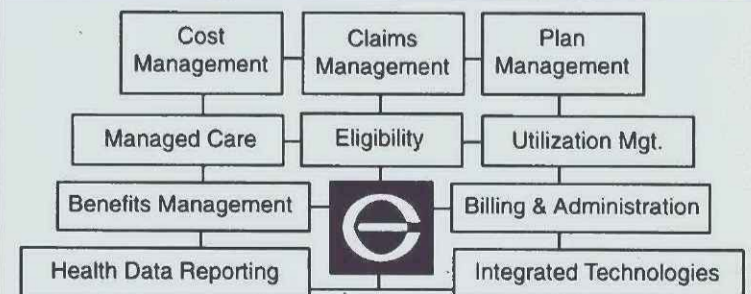 Cost
Management
Claims
Management
Plan
Management
Managed Care
Eligibility
Utilization Mgt.
Benefits Management
Billing & Administration
Health Data Reporting
Integrated Technologies